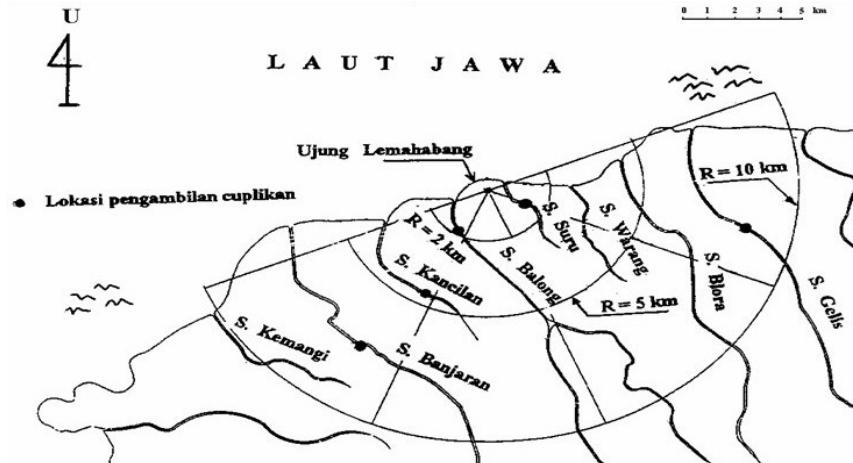 U
0 1 2 3 4 5 km
LAUT JAWA
Ujung Lemahabang
R = 10 km
Lokasi pengambilan cuplikan
R = 2 km
S. Suru
S. Warang
S. Kancilan
S. Balong
S. Blora
S. Gelis
R = 5 km
S. Kemangi
S. Banjaran